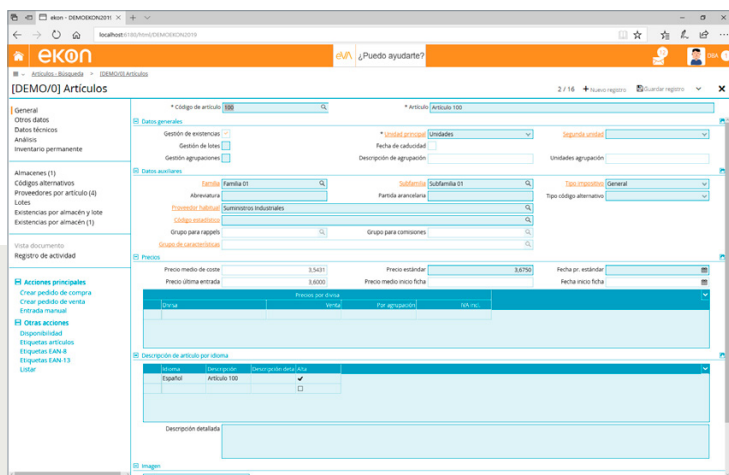 ekon - DEMOEKON2019
localhost:8180/html/DEMOEKON2019
ekon
eva ¿Puedo ayudarte?
12
DBA
Artículos - Búsqueda [DEMO/0] Artículos
[DEMO/0] Artículos
2 / 16 Nuevo registro Guardar registro
General
Otros datos
Datos técnicos
Análisis
Inventario permanente
Almacenes (1)
Códigos alternativos
Proveedores por artículo (4)
Lotes
Existencias por almacén y lote
Existencias por almacén (1)
Vista documento
Registro de actividad
Acciones principales
Crear pedido de compra
Crear pedido de venta
Entrada manual
Otras acciones
Disponibilidad
Etiquetas artículos
Etiquetas EAN-8
Etiquetas EAN-13
Listar
* Código de artículo 100 * Artículo Artículo 100
Datos generales
Gestión de existencias * Unidad principal Unidades Segunda unidad
Gestión de lotes Fecha de caducidad
Gestión agrupaciones Descripción de agrupación Unidades agrupación
Datos auxiliares
Familia Familia 01 Subfamilia Subfamilia 01 Tipo impositivo General
Abreviatura Partida arancelaria Tipo código alternativo
Proveedor habitual Suministros Industriales
Código estadístico
Grupo para rappels Grupo para comisiones
Grupo de características
Precios
Precio medio de coste 3,5431 Precio estándar 3,6750 Fecha pr. estándar
Precio última entrada 3,6000 Precio medio inicio ficha Fecha inicio ficha
Precios por divisa
Divisa Venta Por agrupación IVA incl.
Descripción de artículo por idioma
Idioma Descripción Descripción deta Alta
Español Artículo 100
Descripción detallada
Imagen